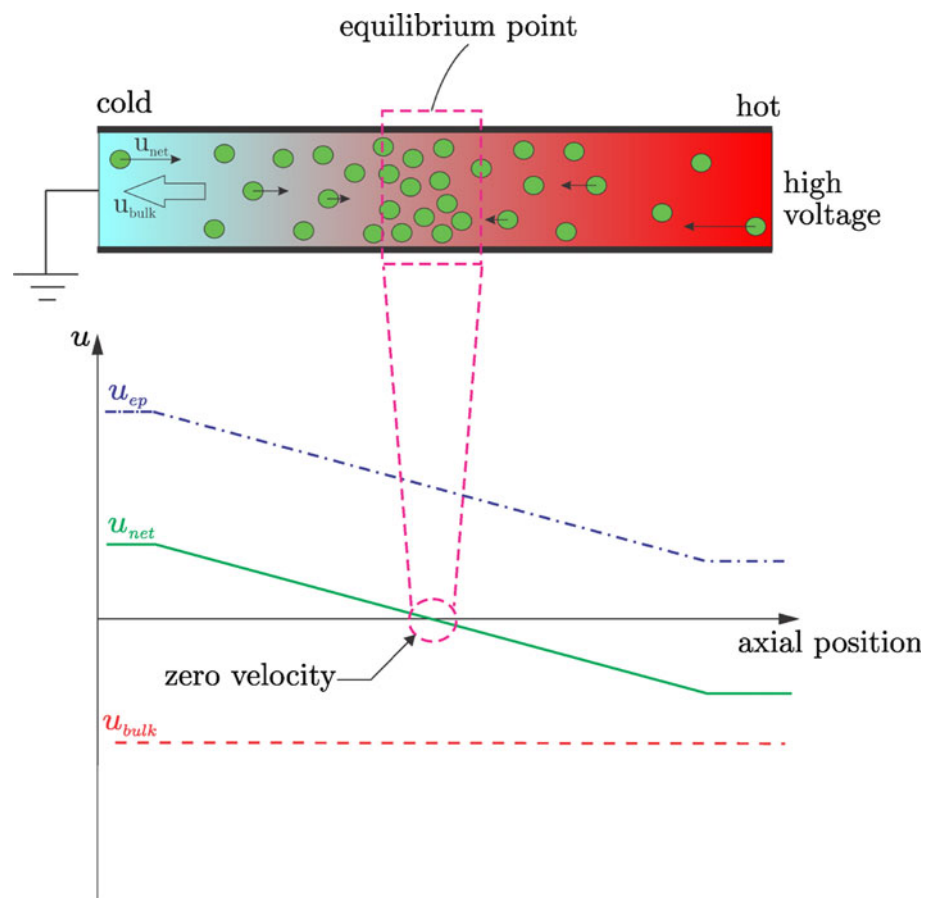 equilibrium point
cold
hot
u_net
u_bulk
high
voltage
u
u_ep
u_net
axial position
zero velocity
u_bulk